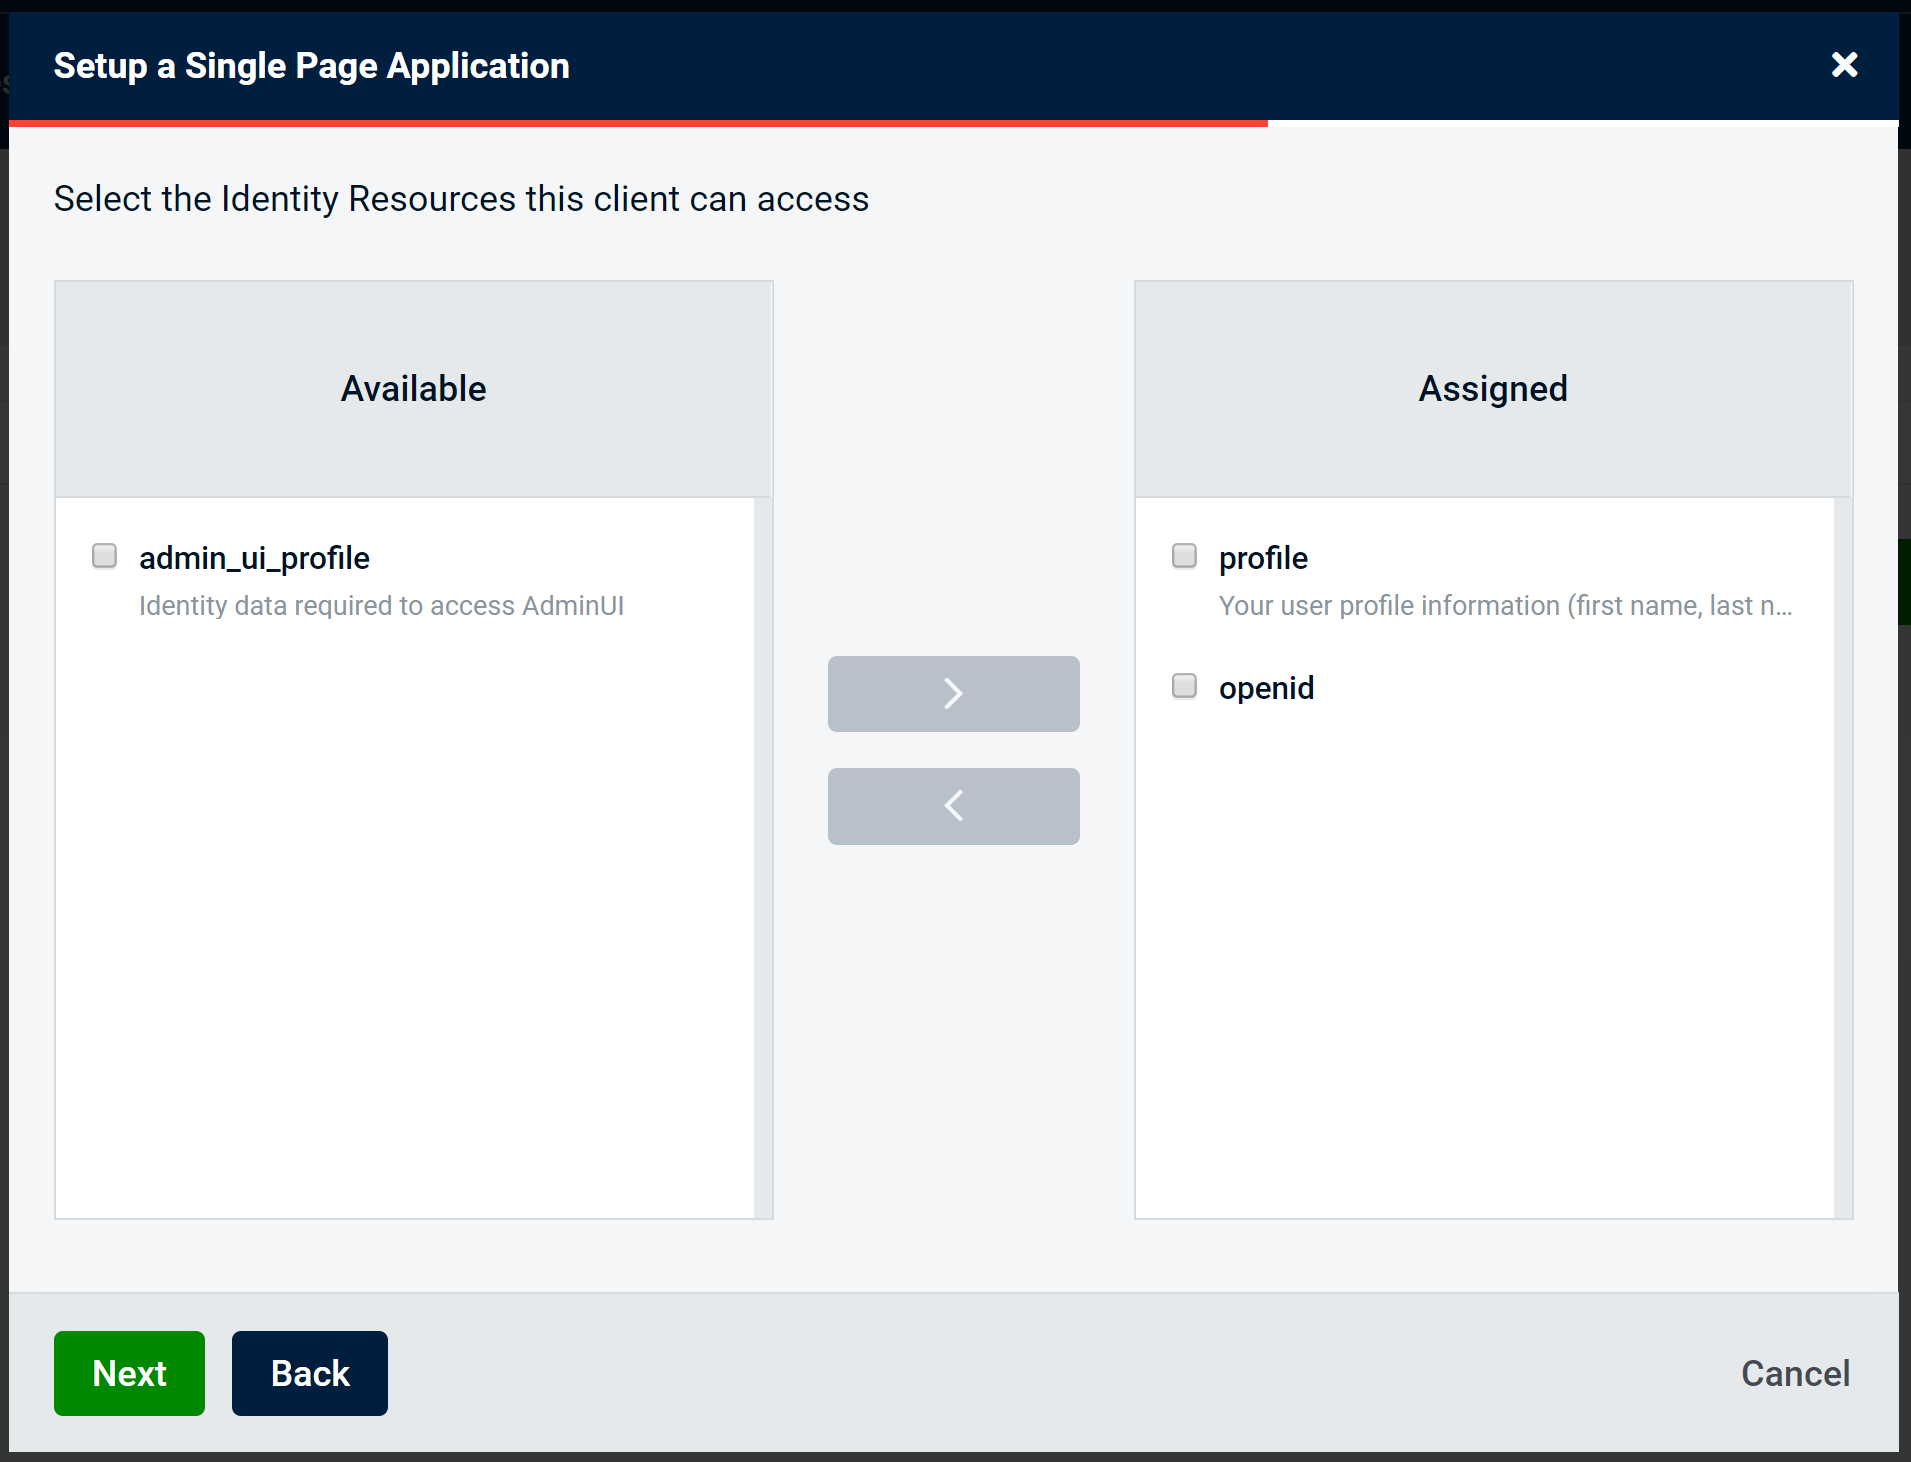 Setup a Single Page Application
Select the Identity Resources this client can access
Available
Assigned
admin_ui_profile
Identity data required to access AdminUI
profile
Your user profile information (first name, last n...
openid
Next
Back
Cancel